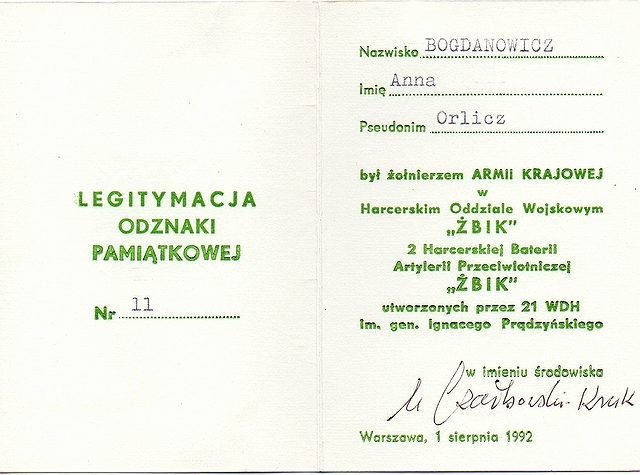 LEGITYMACJA
ODZNAKI
PAMIĄTKOWEJ
Nr 11
Nazwisko BOGDANOWICZ
Imię Anna
Pseudonim Orlicz
był żołnierzem ARMII KRAJOWEJ
w
Harcerskim Oddziale Wojskowym
„ŻBIK”
2 Harcerskiej Baterii
Artylerii Przeciwlotniczej
„ŻBIK”
utworzonych przez 21 WDH
im. gen. Ignacego Prądzyńskiego
w imieniu środowiska
Warszawa, 1 sierpnia 1992